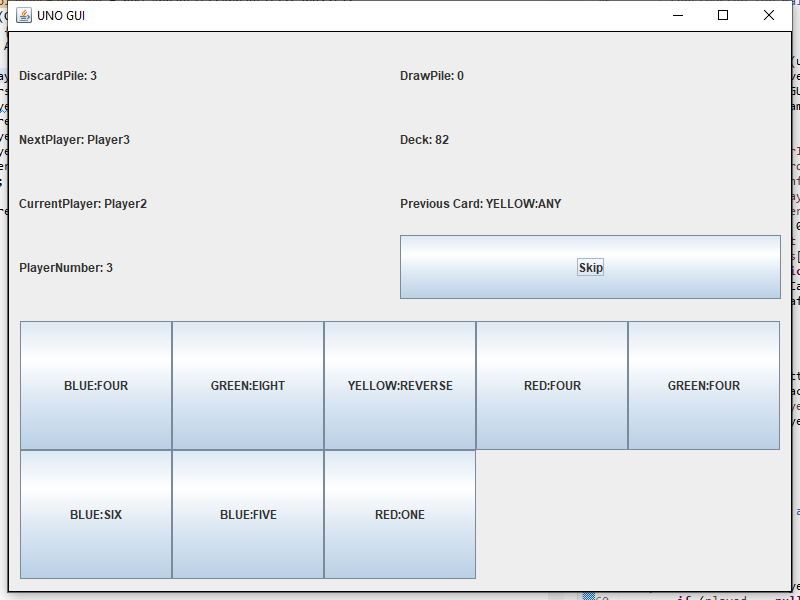 UNO GUI
DiscardPile: 3
DrawPile: 0
NextPlayer: Player3
Deck: 82
CurrentPlayer: Player2
Previous Card: YELLOW:ANY
PlayerNumber: 3
Skip
BLUE:FOUR
GREEN:EIGHT
YELLOW:REVERSE
RED:FOUR
GREEN:FOUR
BLUE:SIX
BLUE:FIVE
RED:ONE